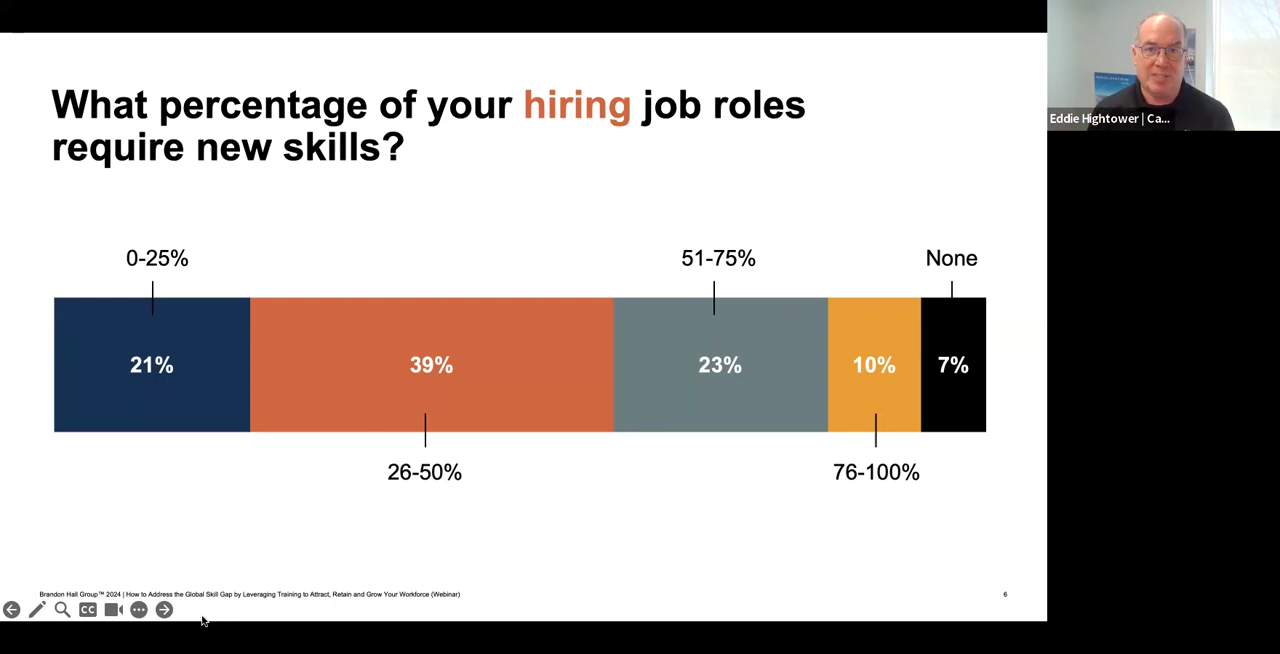 What percentage of your hiring job roles
require new skills?
0-25%
51-75%
None
21%
39%
23%
10%
7%
26-50%
76-100%
Brandon Hall Group™ 2024 | How to Address the Global Skill Gap by Leveraging Training to Attract, Retain and Grow Your Workforce (Webinar)
6
CC
Eddie Hightower | Ca...